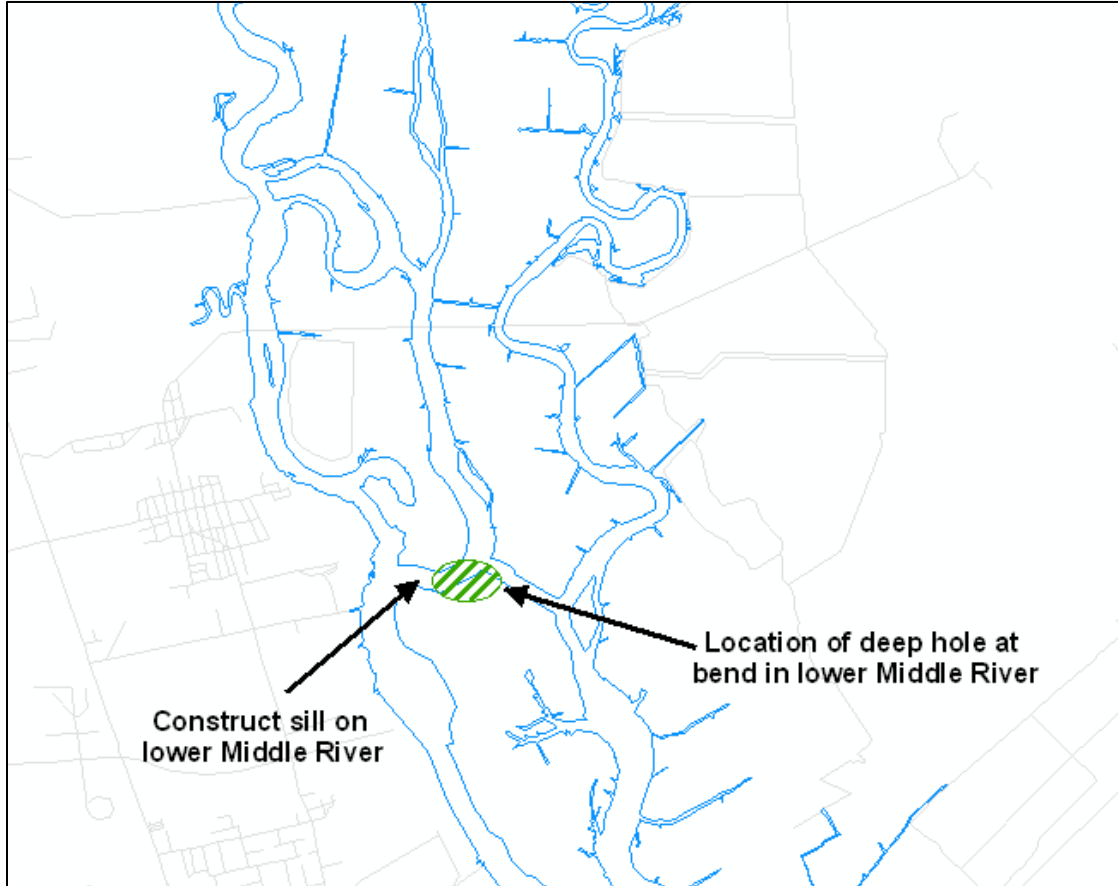 Location of deep hole at
bend in lower Middle River
Construct sill on
lower Middle River